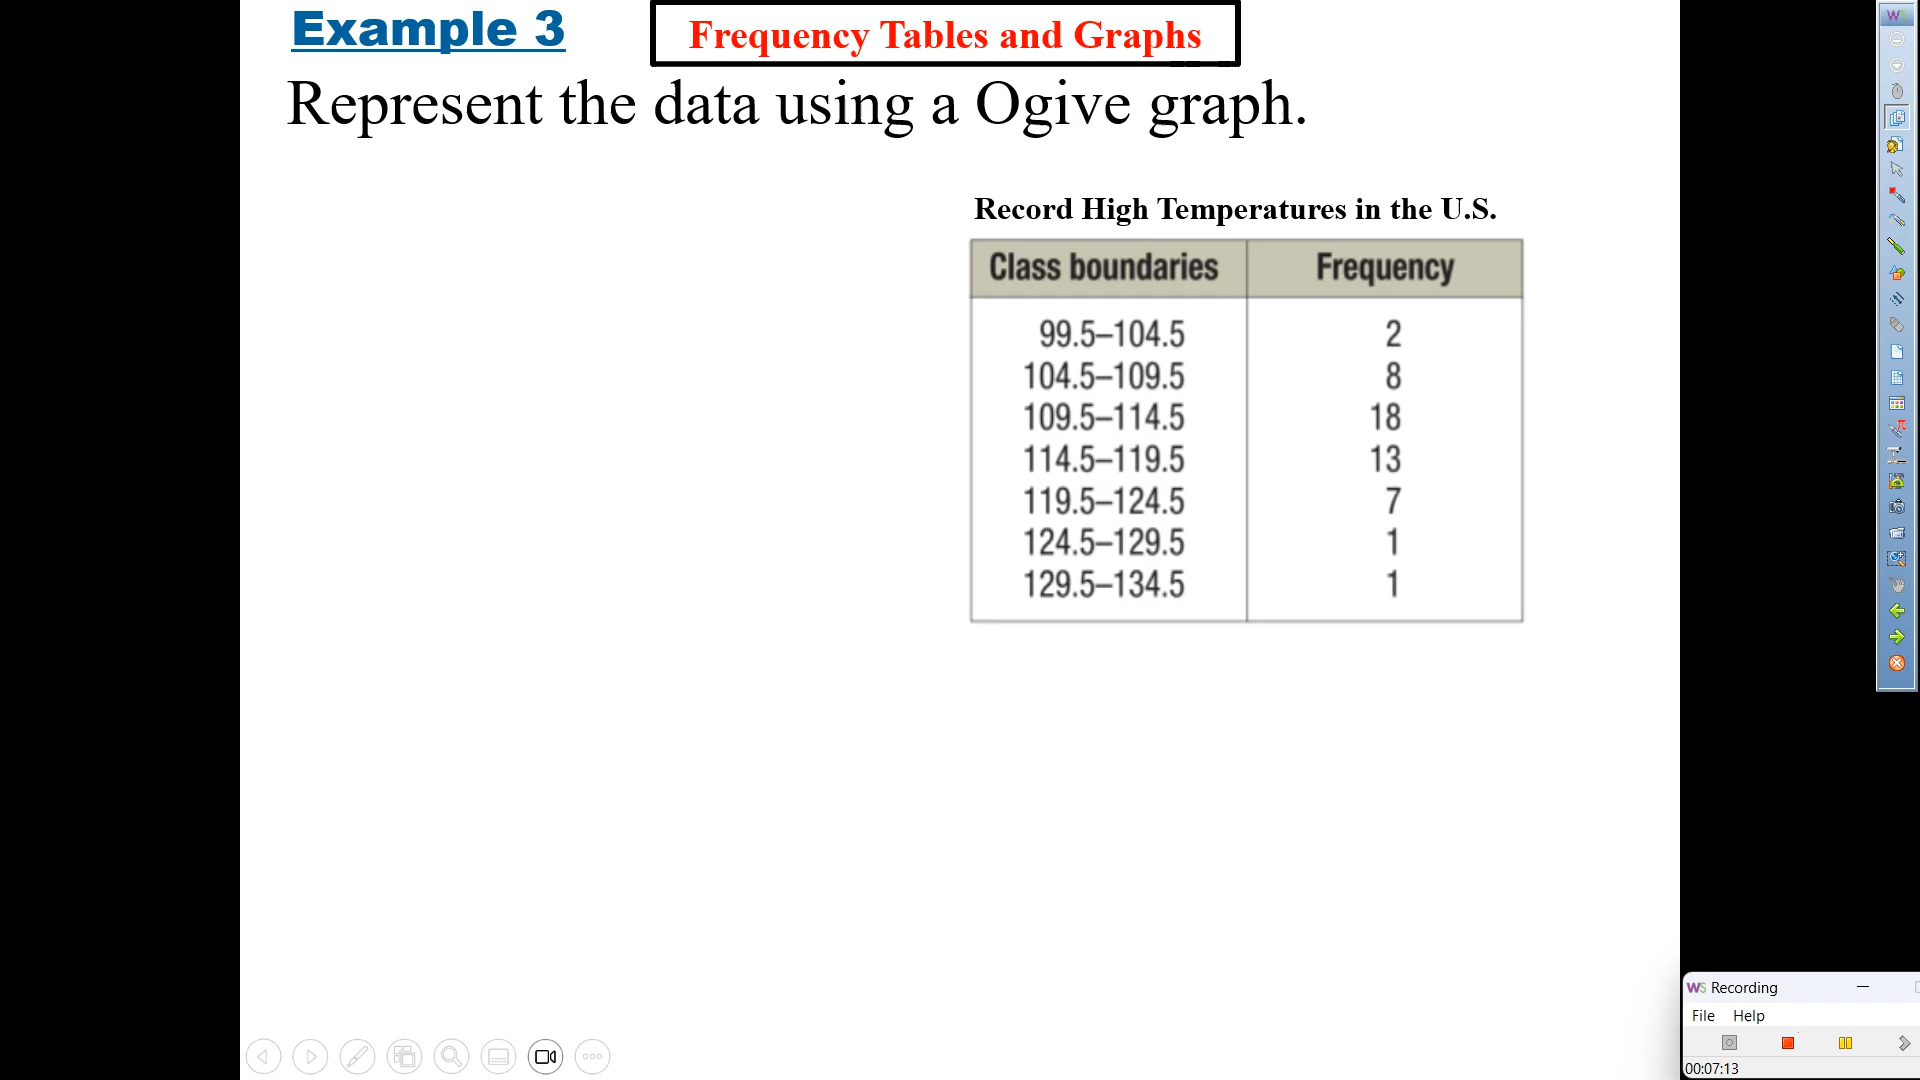 Example 3
Frequency Tables and Graphs
Represent the data using a Ogive graph.
Record High Temperatures in the U.S.
Class boundaries Frequency
99.5–104.5 2
104.5–109.5 8
109.5–114.5 18
114.5–119.5 13
119.5–124.5 7
124.5–129.5 1
129.5–134.5 1
WS
WS Recording
File Help
00:07:13